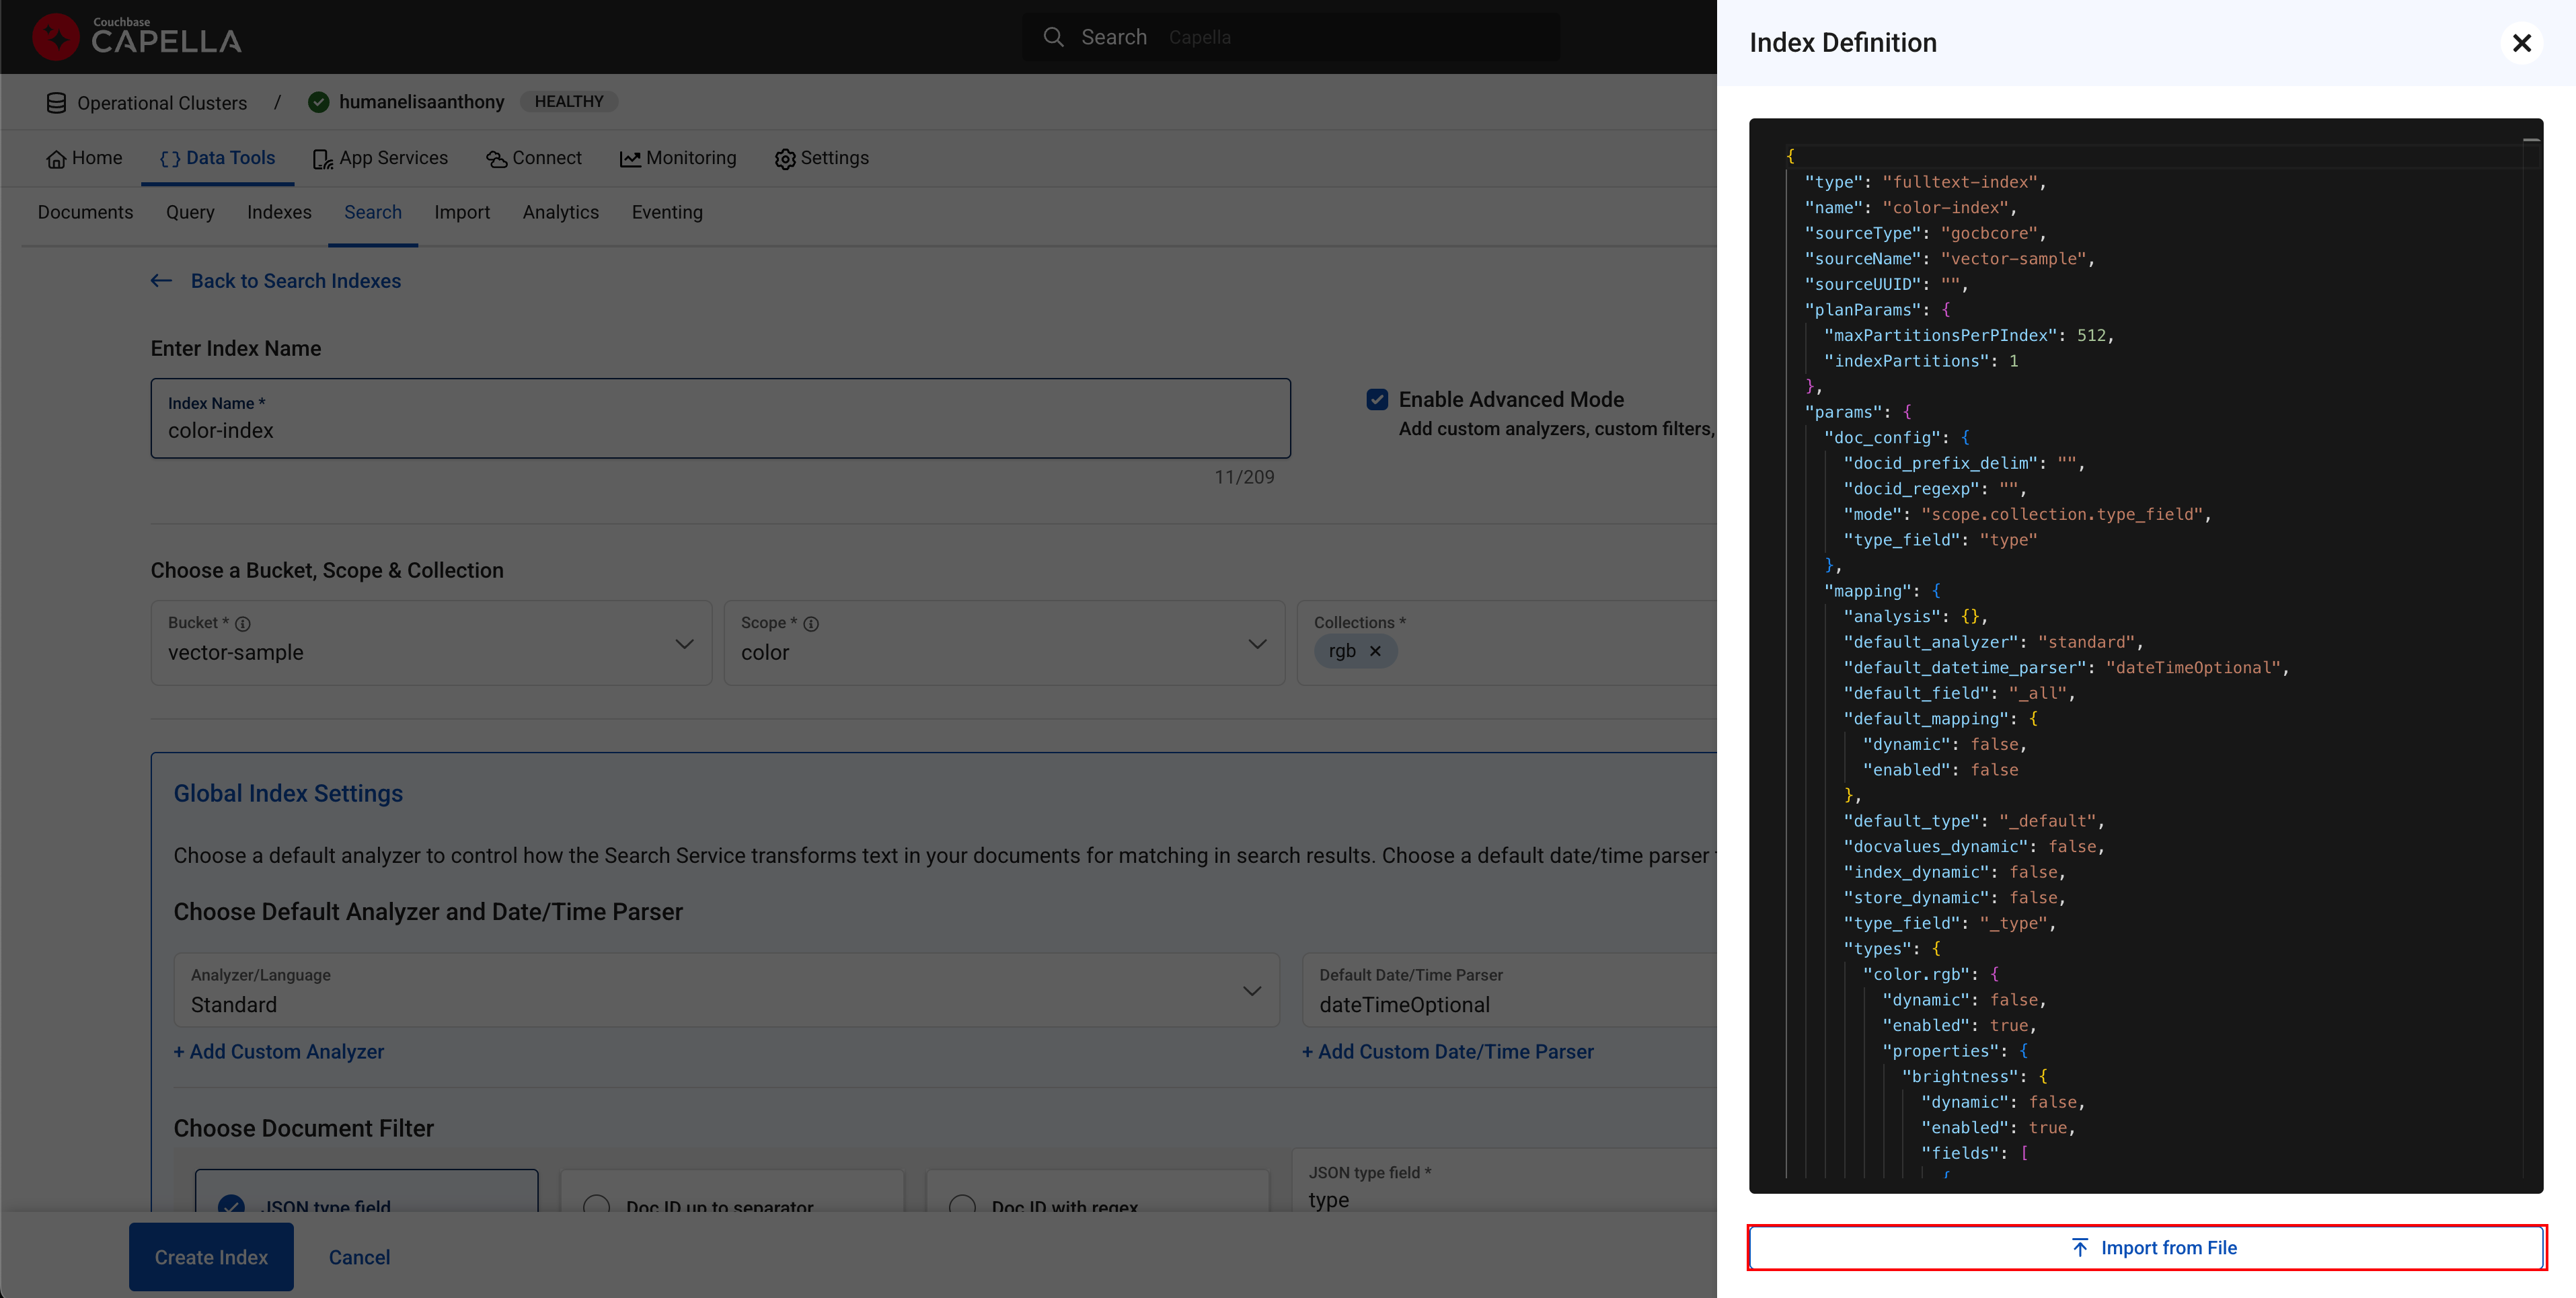 Couchbase
CAPELLA
Search Capella
Operational Clusters / humanelisaanthony HEALTHY
Home Data Tools App Services Connect Monitoring Settings
Documents Query Indexes Search Import Analytics Eventing
Back to Search Indexes
Enter Index Name
Index Name *
color-index
11/209
Enable Advanced Mode
Add custom analyzers, custom filters,
Choose a Bucket, Scope & Collection
Bucket *
vector-sample
Scope *
color
Collections *
rgb
Global Index Settings
Choose a default analyzer to control how the Search Service transforms text in your documents for matching in search results. Choose a default date/time parser
Choose Default Analyzer and Date/Time Parser
Analyzer/Language
Standard
Default Date/Time Parser
dateTimeOptional
+ Add Custom Analyzer
+ Add Custom Date/Time Parser
Choose Document Filter
JSON type field
Doc ID up to separator
Doc ID with regex
JSON type field *
type
Create Index
Cancel
Index Definition
{
"type": "fulltext-index",
"name": "color-index",
"sourceType": "gocbcore",
"sourceName": "vector-sample",
"sourceUUID": "",
"planParams": {
"maxPartitionsPerPIndex": 512,
"indexPartitions": 1
},
"params": {
"doc_config": {
"docid_prefix_delim": "",
"docid_regexp": "",
"mode": "scope.collection.type_field",
"type_field": "type"
},
"mapping": {
"analysis": {},
"default_analyzer": "standard",
"default_datetime_parser": "dateTimeOptional",
"default_field": "_all",
"default_mapping": {
"dynamic": false,
"enabled": false
},
"default_type": "_default",
"docvalues_dynamic": false,
"index_dynamic": false,
"store_dynamic": false,
"type_field": "_type",
"types": {
"color.rgb": {
"dynamic": false,
"enabled": true,
"properties": {
"brightness": {
"dynamic": false,
"enabled": true,
"fields": [
{
Import from File